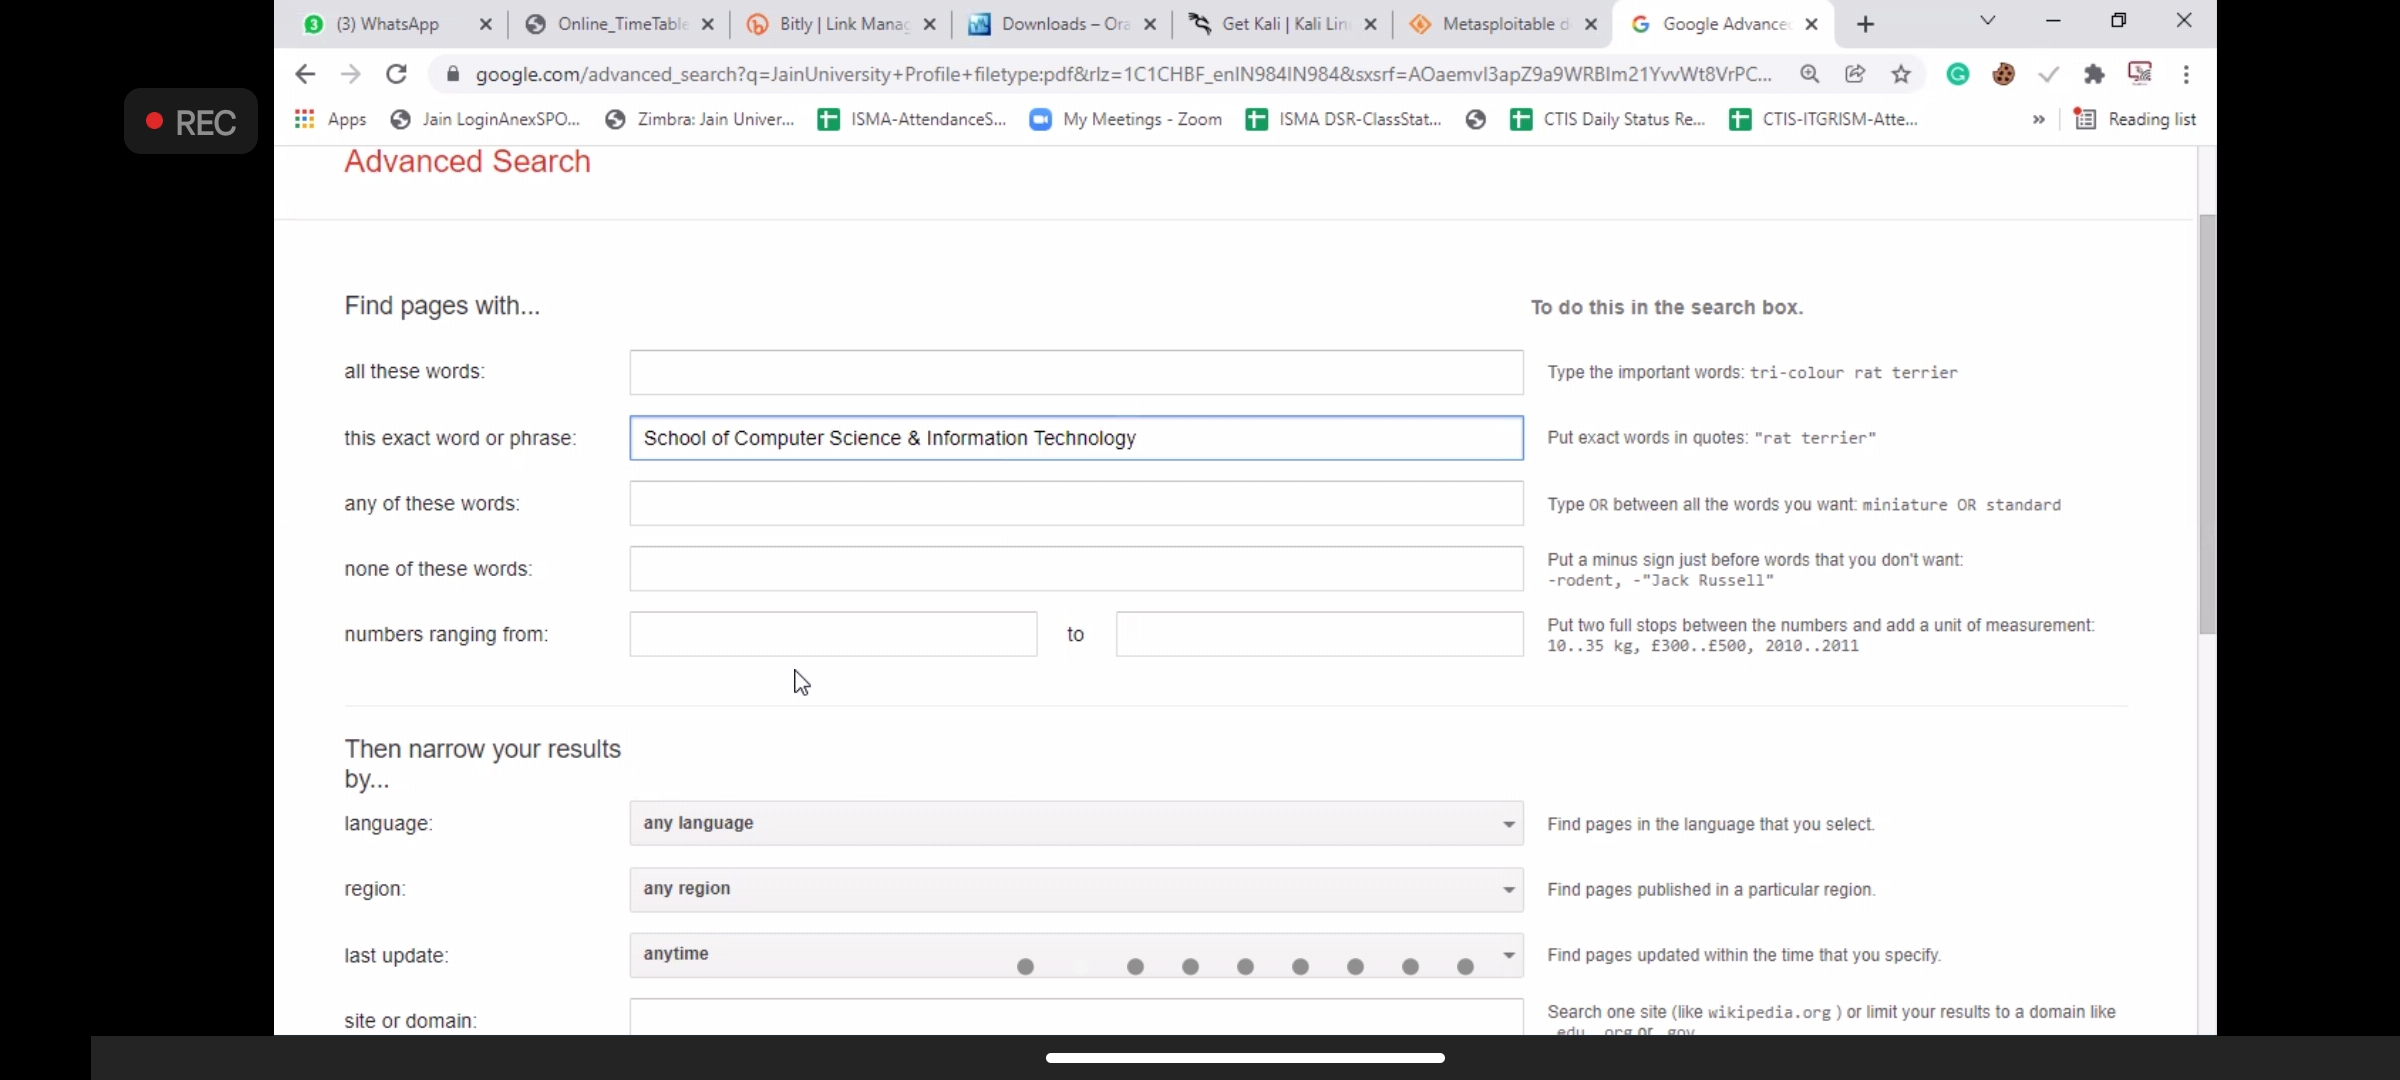 REC
3 (3) WhatsApp Online_TimeTable Bitly | Link Manag Downloads – Ora Get Kali | Kali Lin Metasploitable d Google Advanced
google.com/advanced_search?q=JainUniversity+Profile+filetype:pdf&rlz=1C1CHBF_enIN984IN984&sxsrf=AOaemvI3apZ9a9WRBIm21YvvWt8VrPC...
Apps Jain LoginAnexSPO... Zimbra: Jain Univer... ISMA-AttendanceS... My Meetings - Zoom ISMA DSR-ClassStat... CTIS Daily Status Re... CTIS-ITGRISM-Atte... » Reading list
Advanced Search
Find pages with... To do this in the search box.
all these words: Type the important words: tri-colour rat terrier
this exact word or phrase: School of Computer Science & Information Technology Put exact words in quotes: "rat terrier"
any of these words: Type OR between all the words you want: miniature OR standard
none of these words: Put a minus sign just before words that you don't want:
-rodent, -"Jack Russell"
numbers ranging from: to Put two full stops between the numbers and add a unit of measurement:
10..35 kg, £300..£500, 2010..2011
Then narrow your results
by...
language: any language Find pages in the language that you select.
region: any region Find pages published in a particular region.
last update: anytime Find pages updated within the time that you specify.
site or domain: Search one site (like wikipedia.org ) or limit your results to a domain like
.edu, .org or .gov